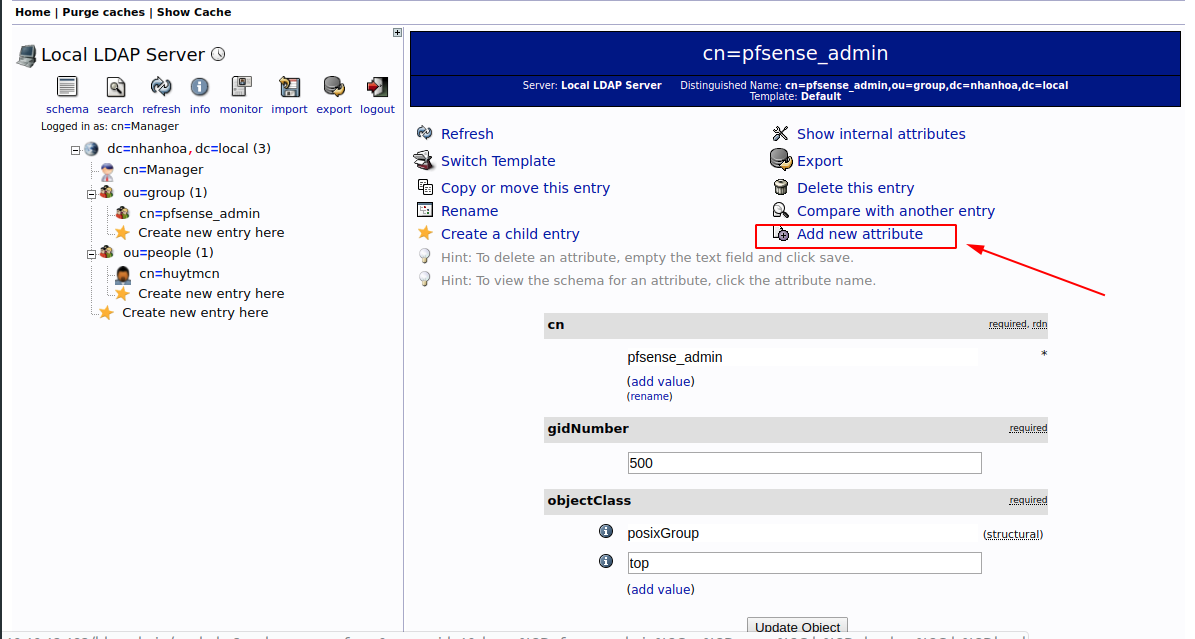 Home | Purge caches | Show Cache
Local LDAP Server
schema search refresh info monitor import export logout
Logged in as: cn=Manager
dc=nhanhoa,dc=local (3)
cn=Manager
ou=group (1)
cn=pfsense_admin
Create new entry here
ou=people (1)
cn=huytmcn
Create new entry here
Create new entry here
cn=pfsense_admin
Server: Local LDAP Server Distinguished Name: cn=pfsense_admin,ou=group,dc=nhanhoa,dc=local
Template: Default
Refresh
Show internal attributes
Switch Template
Export
Copy or move this entry
Delete this entry
Rename
Compare with another entry
Create a child entry
Add new attribute
Hint: To delete an attribute, empty the text field and click save.
Hint: To view the schema for an attribute, click the attribute name.
cn required, rdn
pfsense_admin *
(add value)
(rename)
gidNumber required
500
objectClass required
posixGroup (structural)
top
(add value)
Update Object